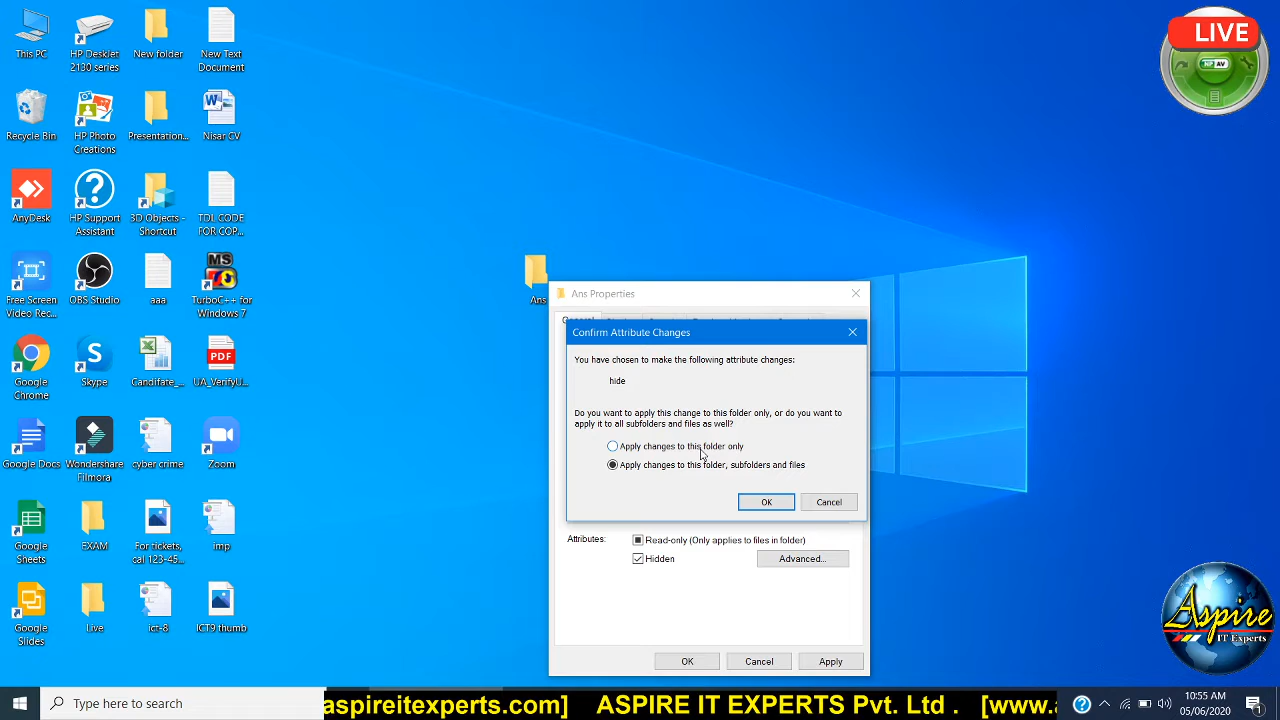 This PC
HP Deskjet
2130 series
New folder
New Text
Document
Recycle Bin
HP Photo
Creations
Presentation...
Nisar CV
AnyDesk
HP Support
Assistant
3D Objects -
Shortcut
TDL CODE
FOR COP...
Free Screen
Video Rec...
OBS Studio
aaa
MS
TurboC++ for
Windows 7
Google
Chrome
Skype
Candifate_...
PDF
UA_VerifyU...
Google Docs
Wondershare
Filmora
cyber crime
Zoom
Google
Sheets
EXAM
For tickets,
cal 123-45...
imp
Google
Slides
Live
ict-8
ICT9 thumb
LIVE
AV
Ans
Ans Properties
General
Confirm Attribute Changes
You have chosen to make the following attribute changes:
hide
Do you want to apply this change to this folder only, or do you want to
apply it to all subfolders and files as well?
Apply changes to this folder only
Apply changes to this folder, subfolders and files
OK
Cancel
Attributes:
Read-only (Only applies to files in folder)
Hidden
Advanced...
OK
Cancel
Apply
Aspire
IT Experts
Type here to search
aspireitexperts.com] ASPIRE IT EXPERTS Pvt. Ltd . [www.a
10:55 AM
05/06/2020